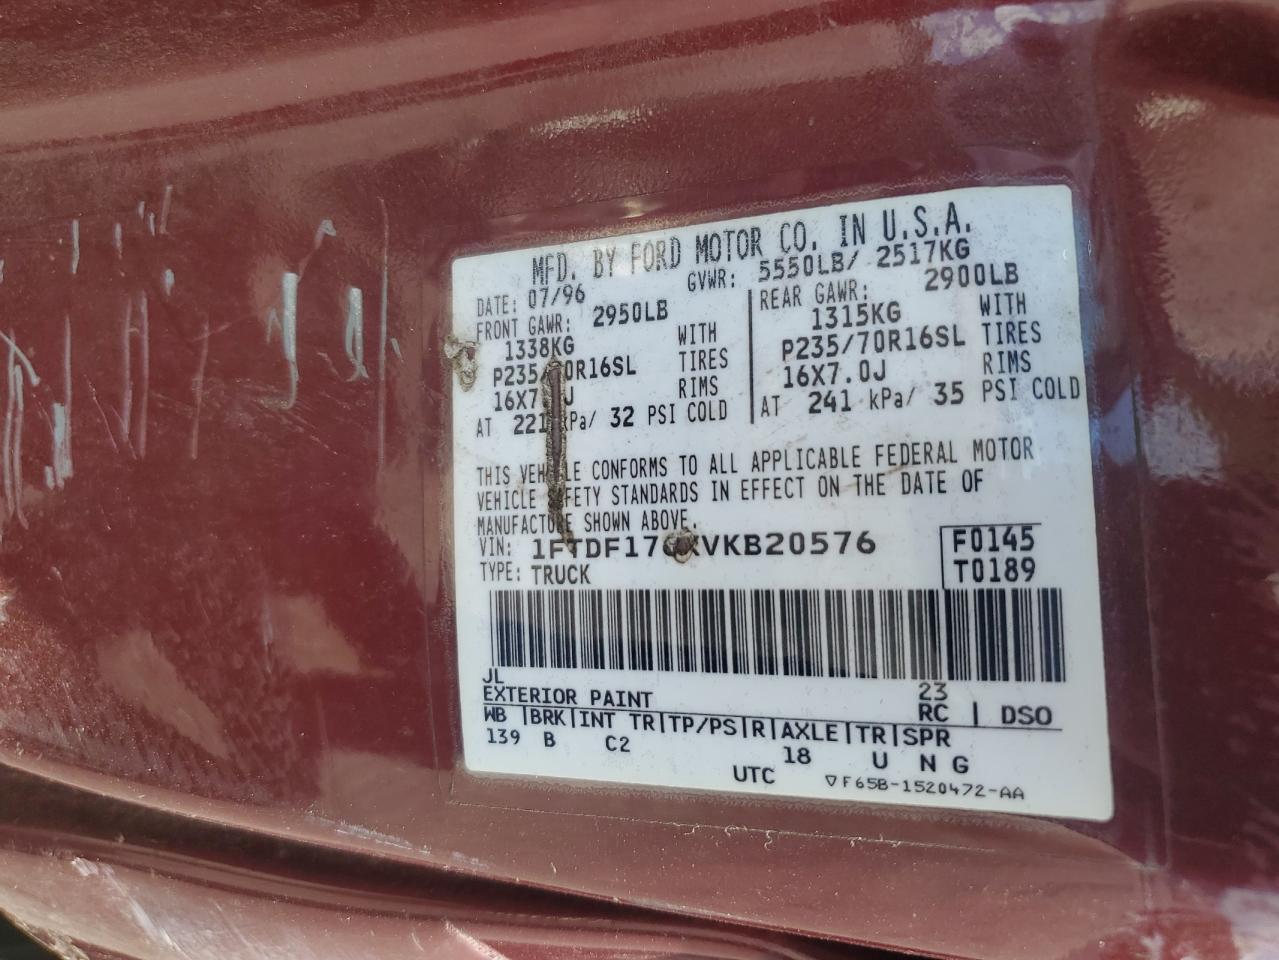 MFD. BY FORD MOTOR CO. IN U.S.A.
DATE: 07/96 GVWR: 5550LB/ 2517KG
FRONT GAWR: 2950LB REAR GAWR: 2900LB
1338KG WITH 1315KG WITH
P235/70R16SL TIRES P235/70R16SL TIRES
16X7.0J RIMS 16X7.0J RIMS
AT 221 kPa/ 32 PSI COLD AT 241 kPa/ 35 PSI COLD
THIS VEHICLE CONFORMS TO ALL APPLICABLE FEDERAL MOTOR
VEHICLE SAFETY STANDARDS IN EFFECT ON THE DATE OF
MANUFACTURE SHOWN ABOVE.
VIN: F0145
TYPE: TRUCK T0189
JL 23
EXTERIOR PAINT RC | DSO
WB |BRK|INT TR|TP/PS|R|AXLE|TR|SPR
139 B C2 18 U N G
UTC ▽F65B-1520472-AA